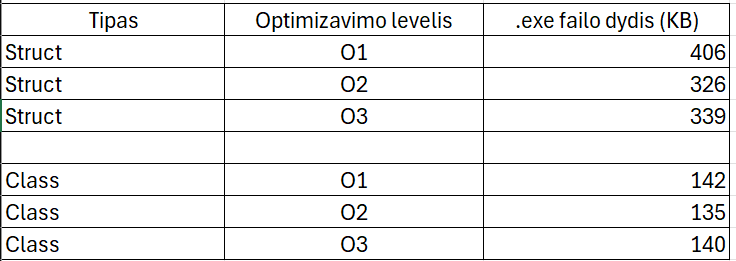 Tipas Optimizavimo levelis .exe failo dydis (KB)
Struct O1 406
Struct O2 326
Struct O3 339
Class O1 142
Class O2 135
Class O3 140